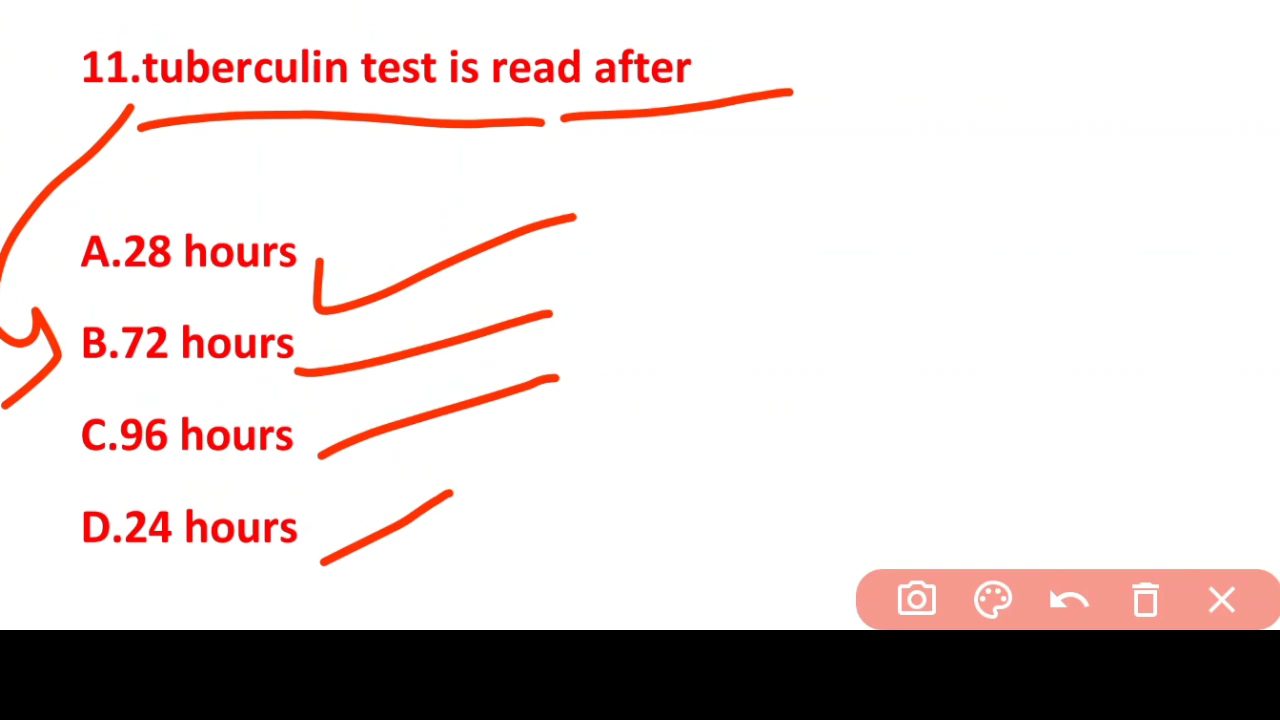 11.tuberculin test is read after
A.28 hours
B.72 hours
C.96 hours
D.24 hours